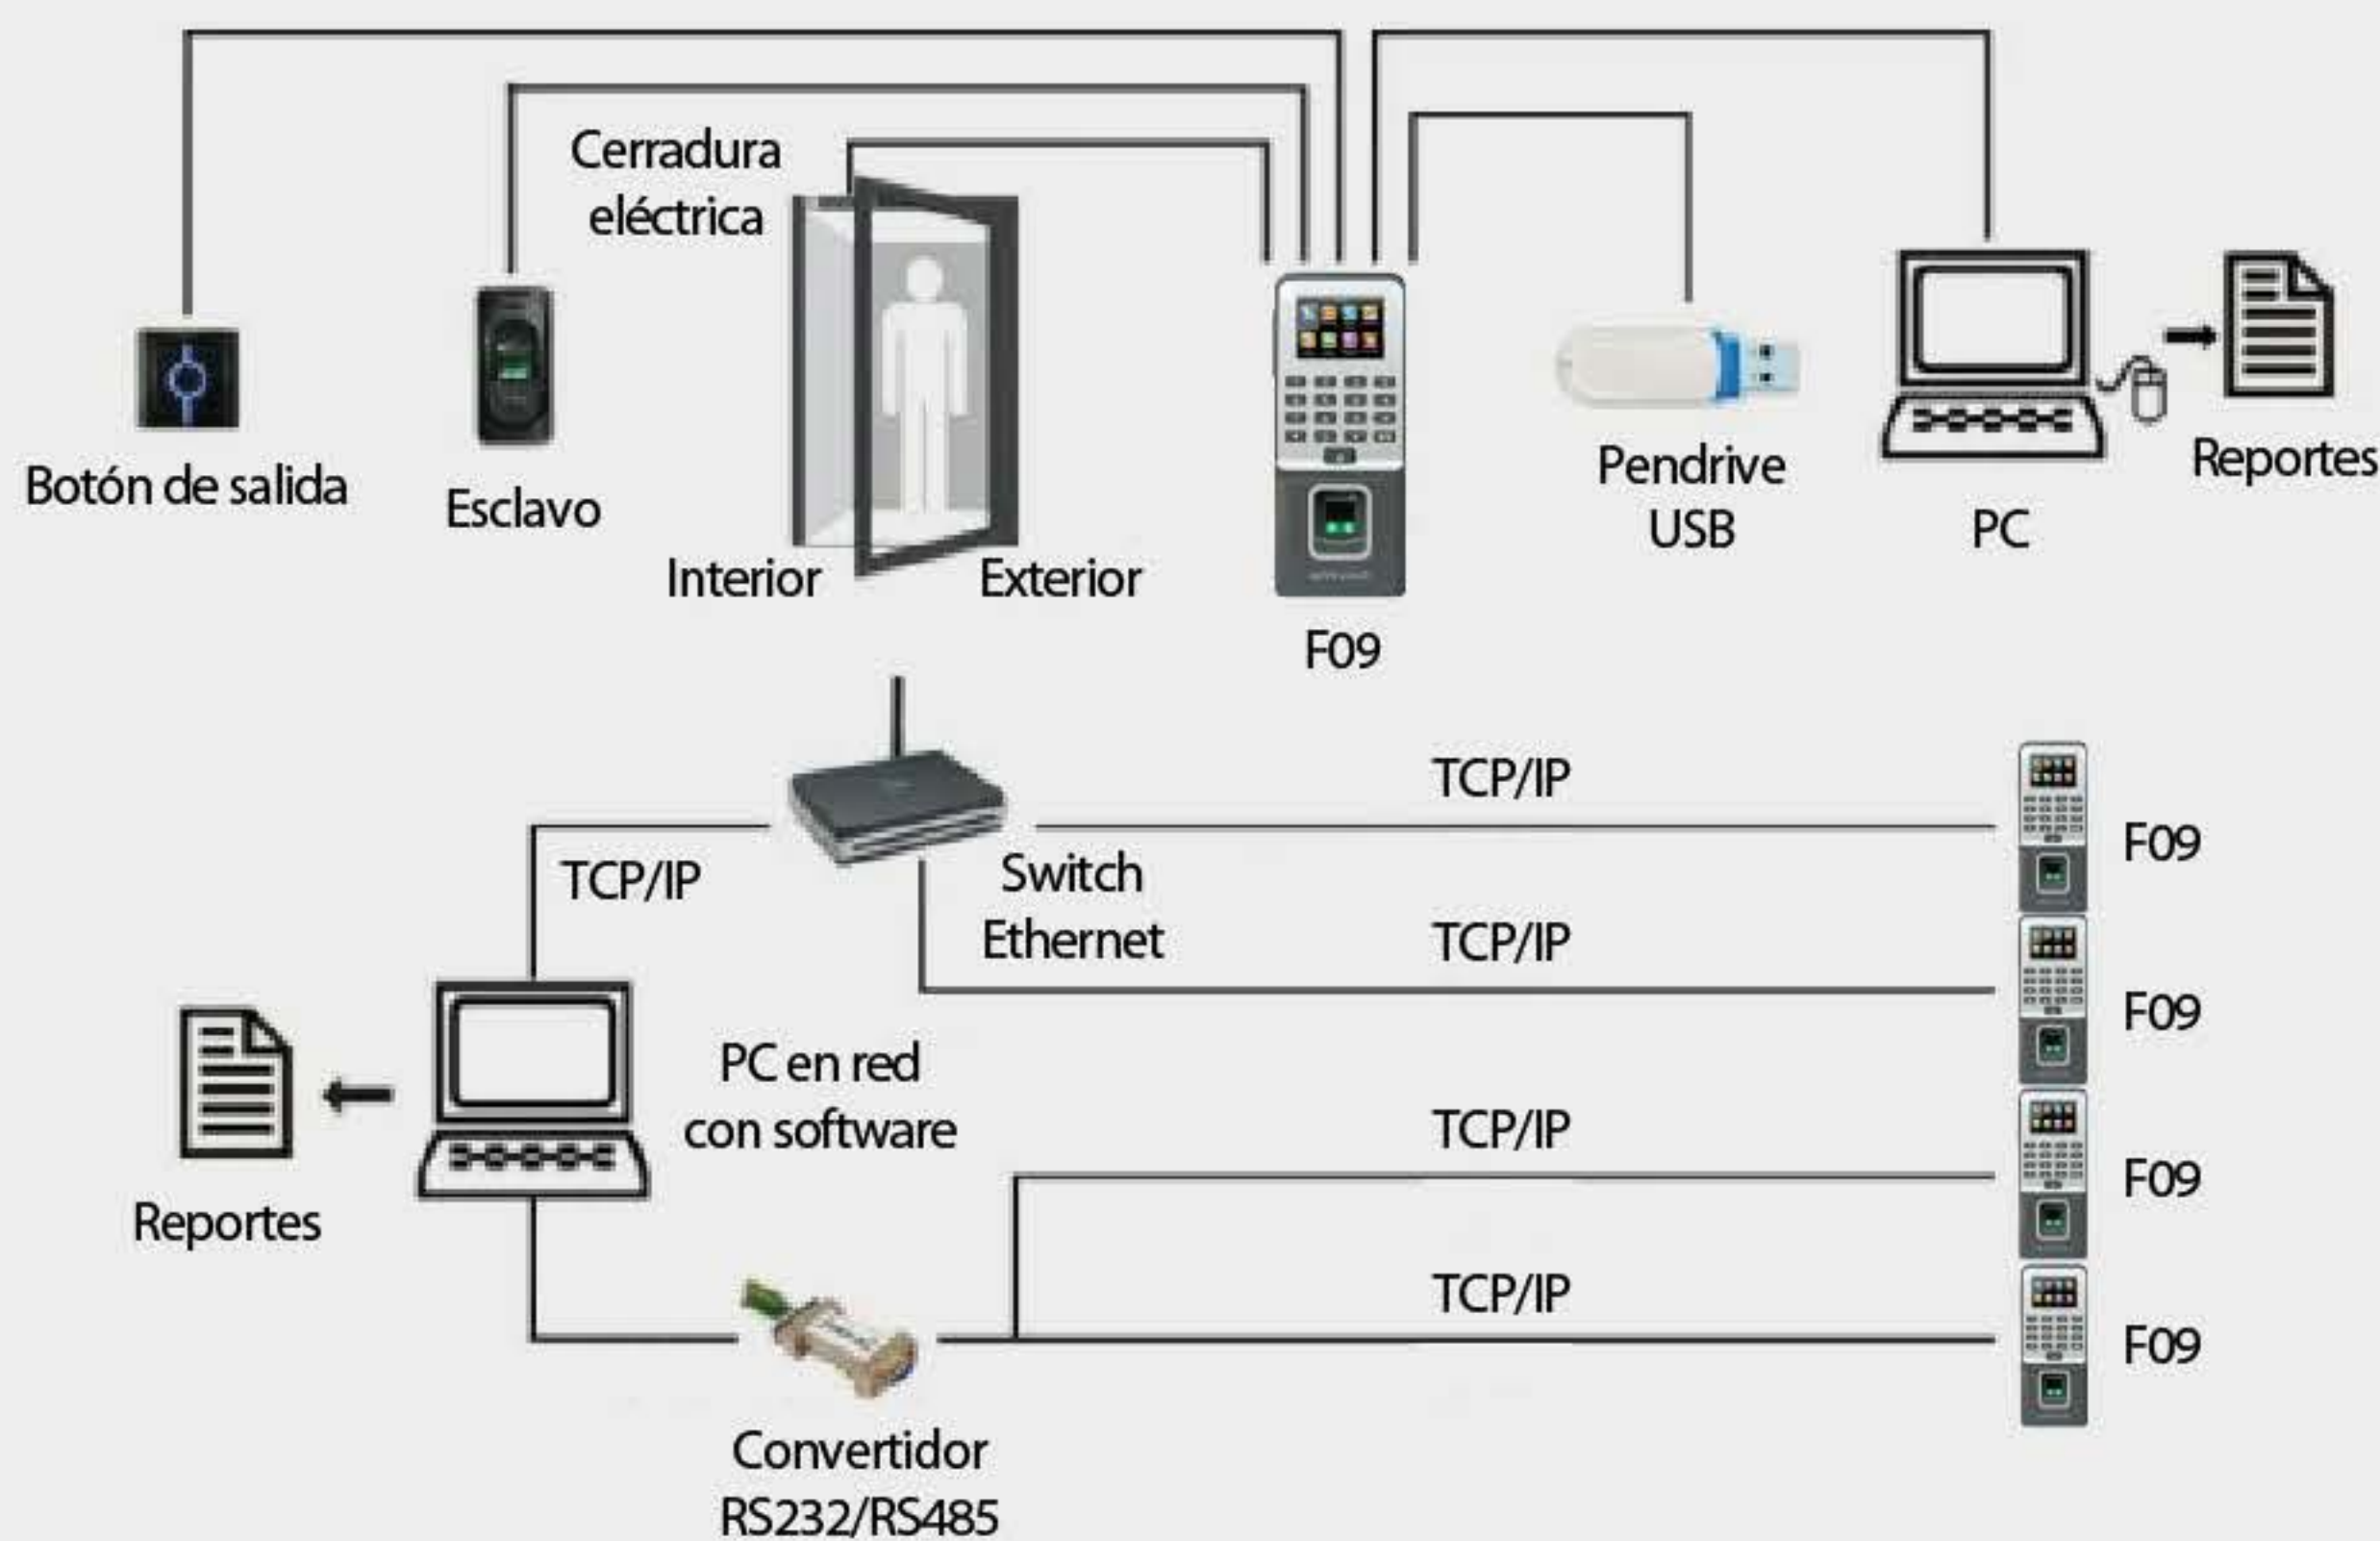 Cerradura
eléctrica
Botón de salida
Esclavo
Interior
Exterior
F09
Pendrive
USB
PC
Reportes
TCP/IP
F09
TCP/IP
Switch
Ethernet
TCP/IP
F09
PC en red
con software
TCP/IP
F09
Reportes
TCP/IP
F09
Convertidor
RS232/RS485